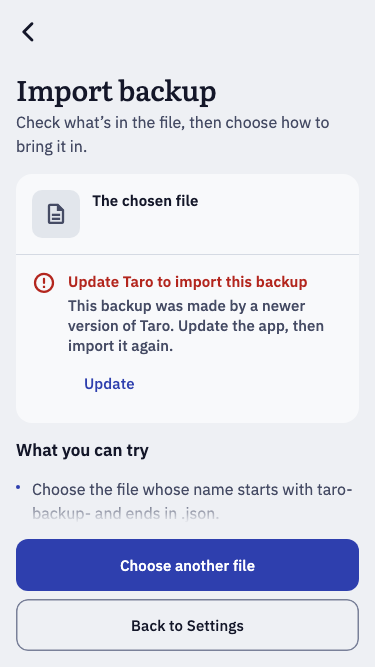 Import backup
Check what’s in the file, then choose how to
bring it in.
The chosen file
Update Taro to import this backup
This backup was made by a newer
version of Taro. Update the app, then
import it again.
Update
What you can try
• Choose the file whose name starts with taro-
backup- and ends in .json.
Choose another file
Back to Settings